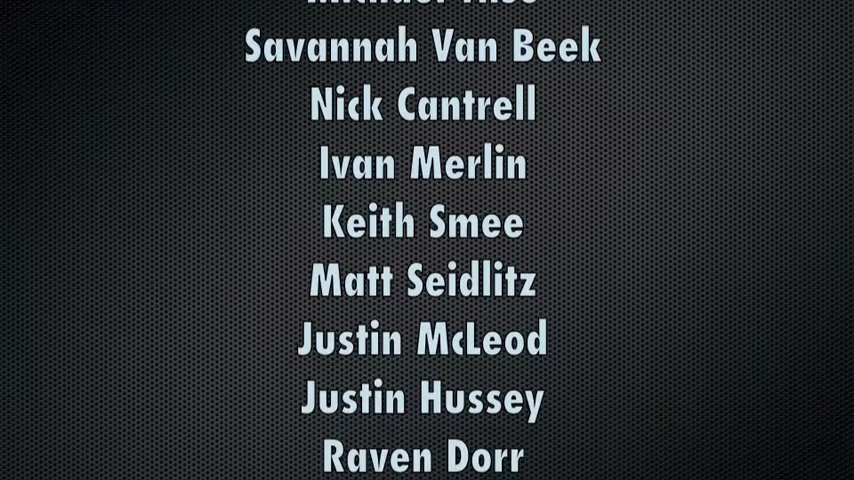 Savannah Van Beek
Nick Cantrell
Ivan Merlin
Keith Smee
Matt Seidlitz
Justin McLeod
Justin Hussey
Raven Dorr